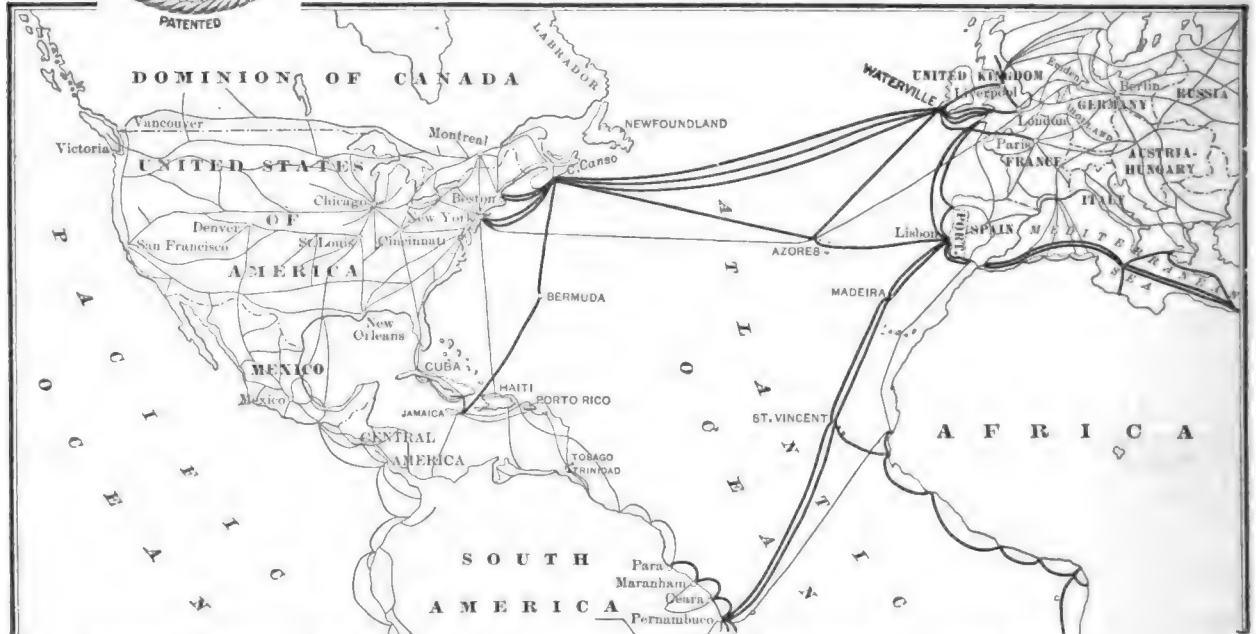 PATENTED
DOMINION OF CANADA
LABRADOR
WATERVILLE
UNITED KINGDOM
Liverpool
Berlin
RUSSIA
GERMANY
Emden
HOLLAND
London
Vancouver
Victoria
Montreal
NEWFOUNDLAND
C. Canso
Paris
FRANCE
AUSTRIA-
HUNGARY
UNITED STATES
OF
AMERICA
Chicago
Boston
New York
Denver
San Francisco
St. Louis
Cincinnati
ITALY
Lisbon
PORT.
SPAIN
MEDITERRANEAN
SEA
AZORES
BERMUDA
MADEIRA
New
Orleans
MEXICO
Mexico
CUBA
HAITI
PORTO RICO
JAMAICA
CENTRAL
AMERICA
ST. VINCENT
AFRICA
TOBAGO
TRINIDAD
PACIFIC
OCEAN
ATLANTIC
OCEAN
SOUTH
AMERICA
Para
Maranham
Ceara
Pernambuco